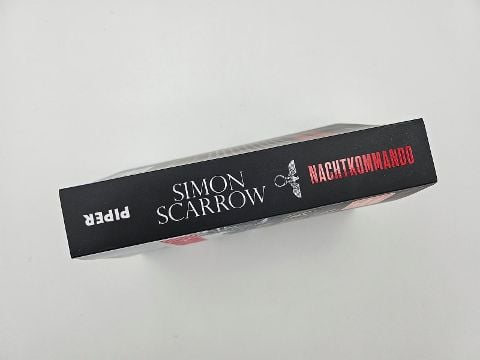 PIPER
SIMON
SCARROW
NACHTKOMMANDO